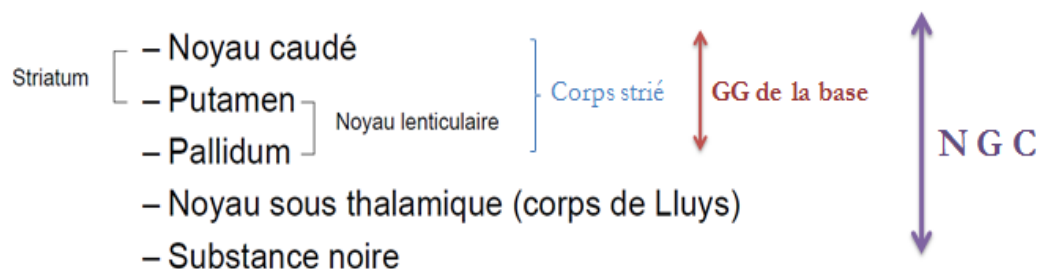 – Noyau caudé
Striatum
– Putamen
Corps strié
GG de la base
Noyau lenticulaire
– Pallidum
N G C
– Noyau sous thalamique (corps de Lluys)
– Substance noire